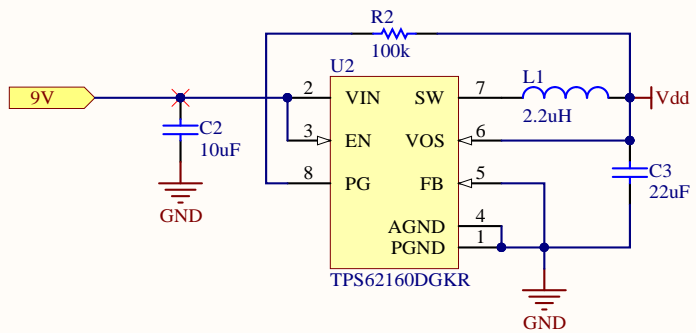 R2
100k
U2
L1
9V
2
VIN
SW
7
Vdd
2.2uH
C2
10uF
3
EN
VOS
6
C3
22uF
8
PG
FB
5
GND
AGND
4
PGND
1
TPS62160DGKR
GND